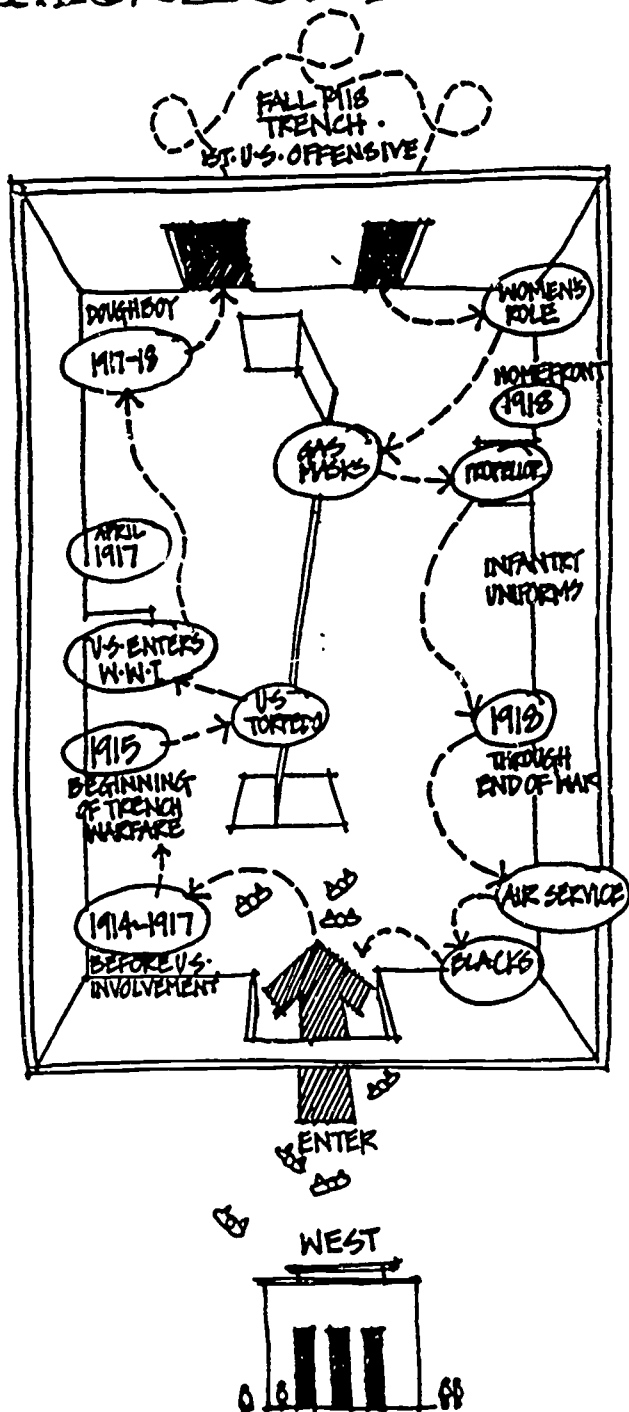 FALL 1918
TRENCH •
BY • U•S• OFFENSIVE
DOUGHBOY
1917-18
WOMEN'S
ROLE
HOMEFRONT
1918
GAS
MASKS
PROPELLOR
APRIL
1917
INFANTRY
UNIFORMS
U•S• ENTERS
W•W•I
U•S
TORPEDO
1915
BEGINNING
OF TRENCH
WARFARE
1918
THROUGH
END OF WAR
1914-1917
BEFORE U•S•
INVOLVEMENT
AIR SERVICE
BLACKS
ENTER
WEST